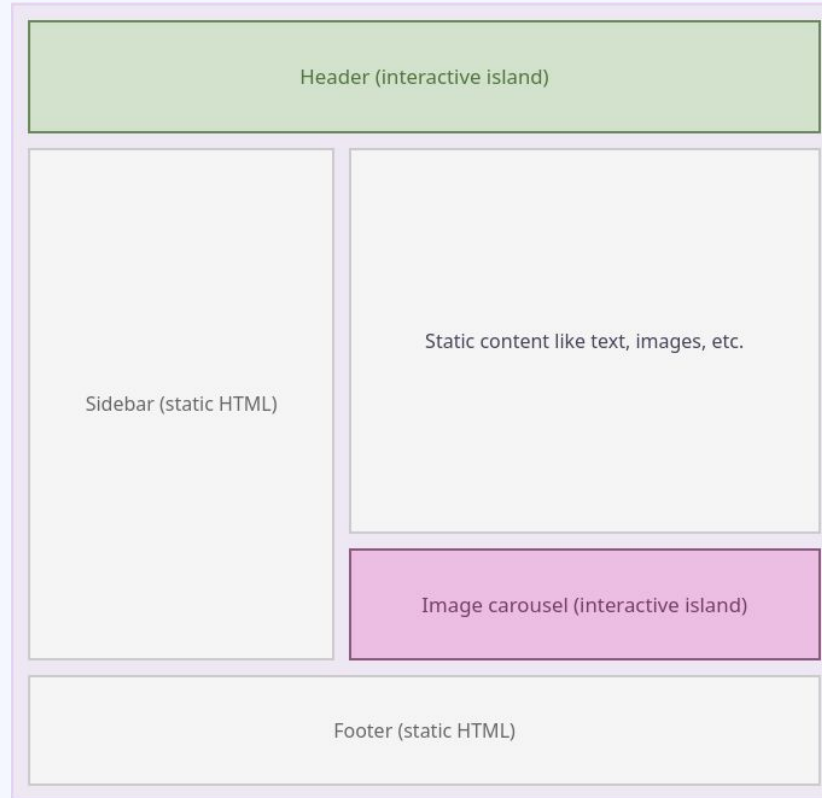 Header (interactive island)
Sidebar (static HTML)
Static content like text, images, etc.
Image carousel (interactive island)
Footer (static HTML)